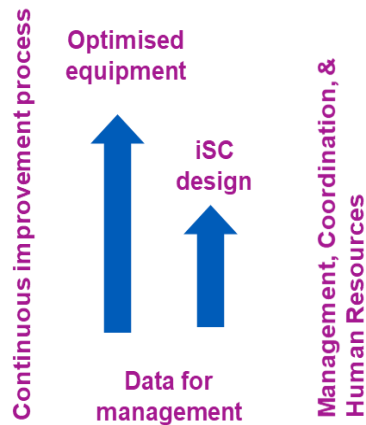 Continuous improvement process
Optimised
equipment
iSC
design
Data for
management
Management, Coordination, &
Human Resources